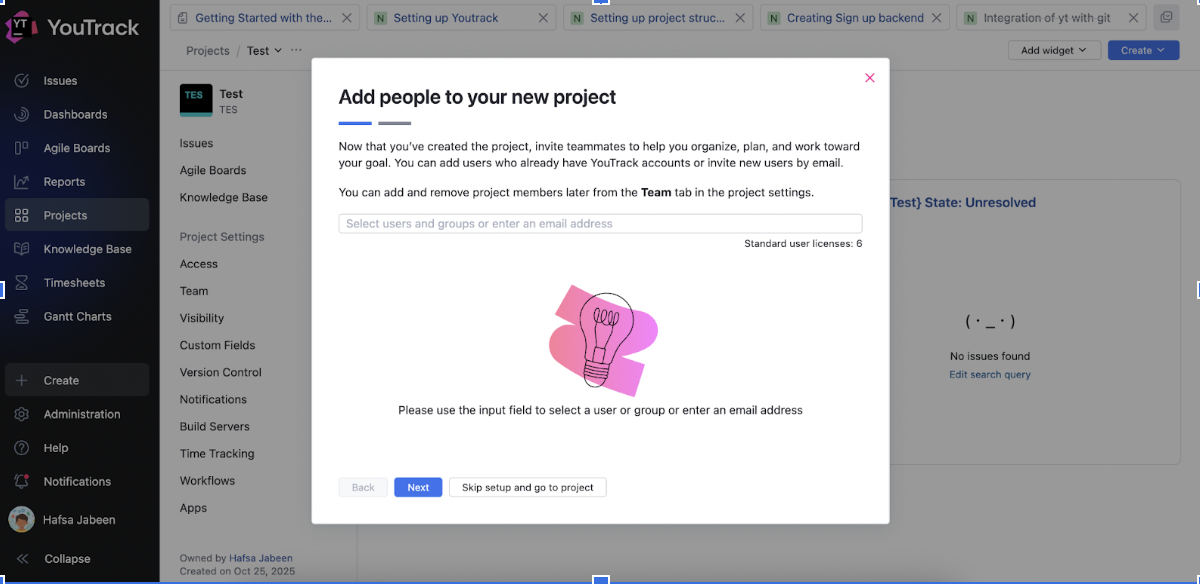 YT
YouTrack
Getting Started with the...
N Setting up Youtrack
N Setting up project struc...
N Creating Sign up backend
N Integration of yt with git
Projects / Test ...
Add widget
Create
Issues
Dashboards
Agile Boards
Reports
Projects
Knowledge Base
Timesheets
Gantt Charts
Create
Administration
Help
Notifications
Hafsa Jabeen
Collapse
TES
Test
TES
Issues
Agile Boards
Knowledge Base
Project Settings
Access
Team
Visibility
Custom Fields
Version Control
Notifications
Build Servers
Time Tracking
Workflows
Apps
Owned by Hafsa Jabeen
Created on Oct 25, 2025
Add people to your new project
Now that you’ve created the project, invite teammates to help you organize, plan, and work toward
your goal. You can add users who already have YouTrack accounts or invite new users by email.
You can add and remove project members later from the Team tab in the project settings.
Select users and groups or enter an email address
Standard user licenses: 6
Please use the input field to select a user or group or enter an email address
Back
Next
Skip setup and go to project
Test} State: Unresolved
(·_·)
No issues found
Edit search query